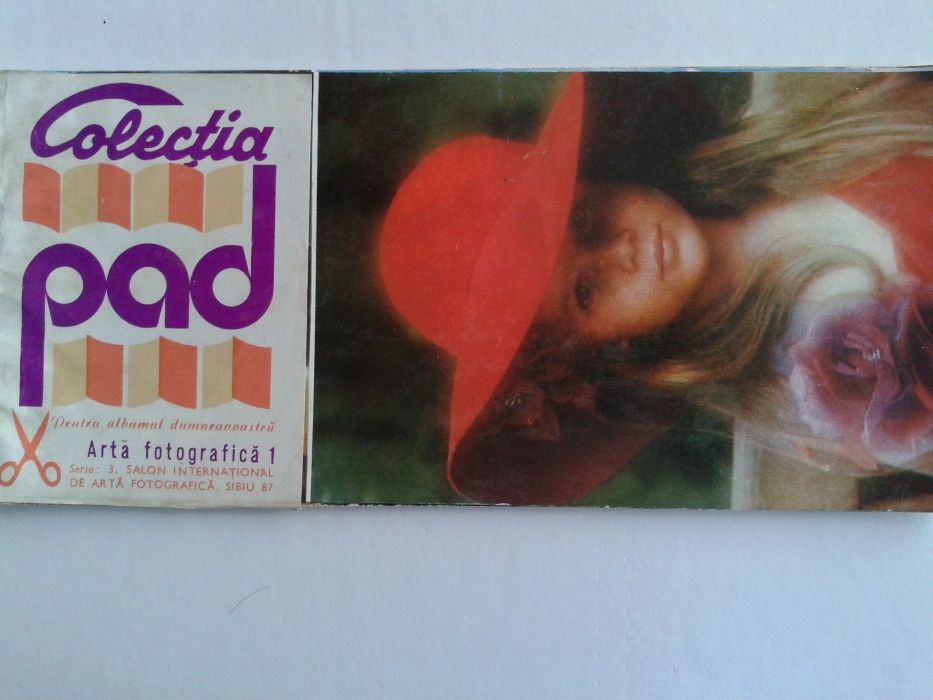 Colecția
pad
Pentru albumul dumneavoastră
Artă fotografică 1
Seria: 3. SALON INTERNAȚIONAL
DE ARTĂ FOTOGRAFICĂ, SIBIU 87